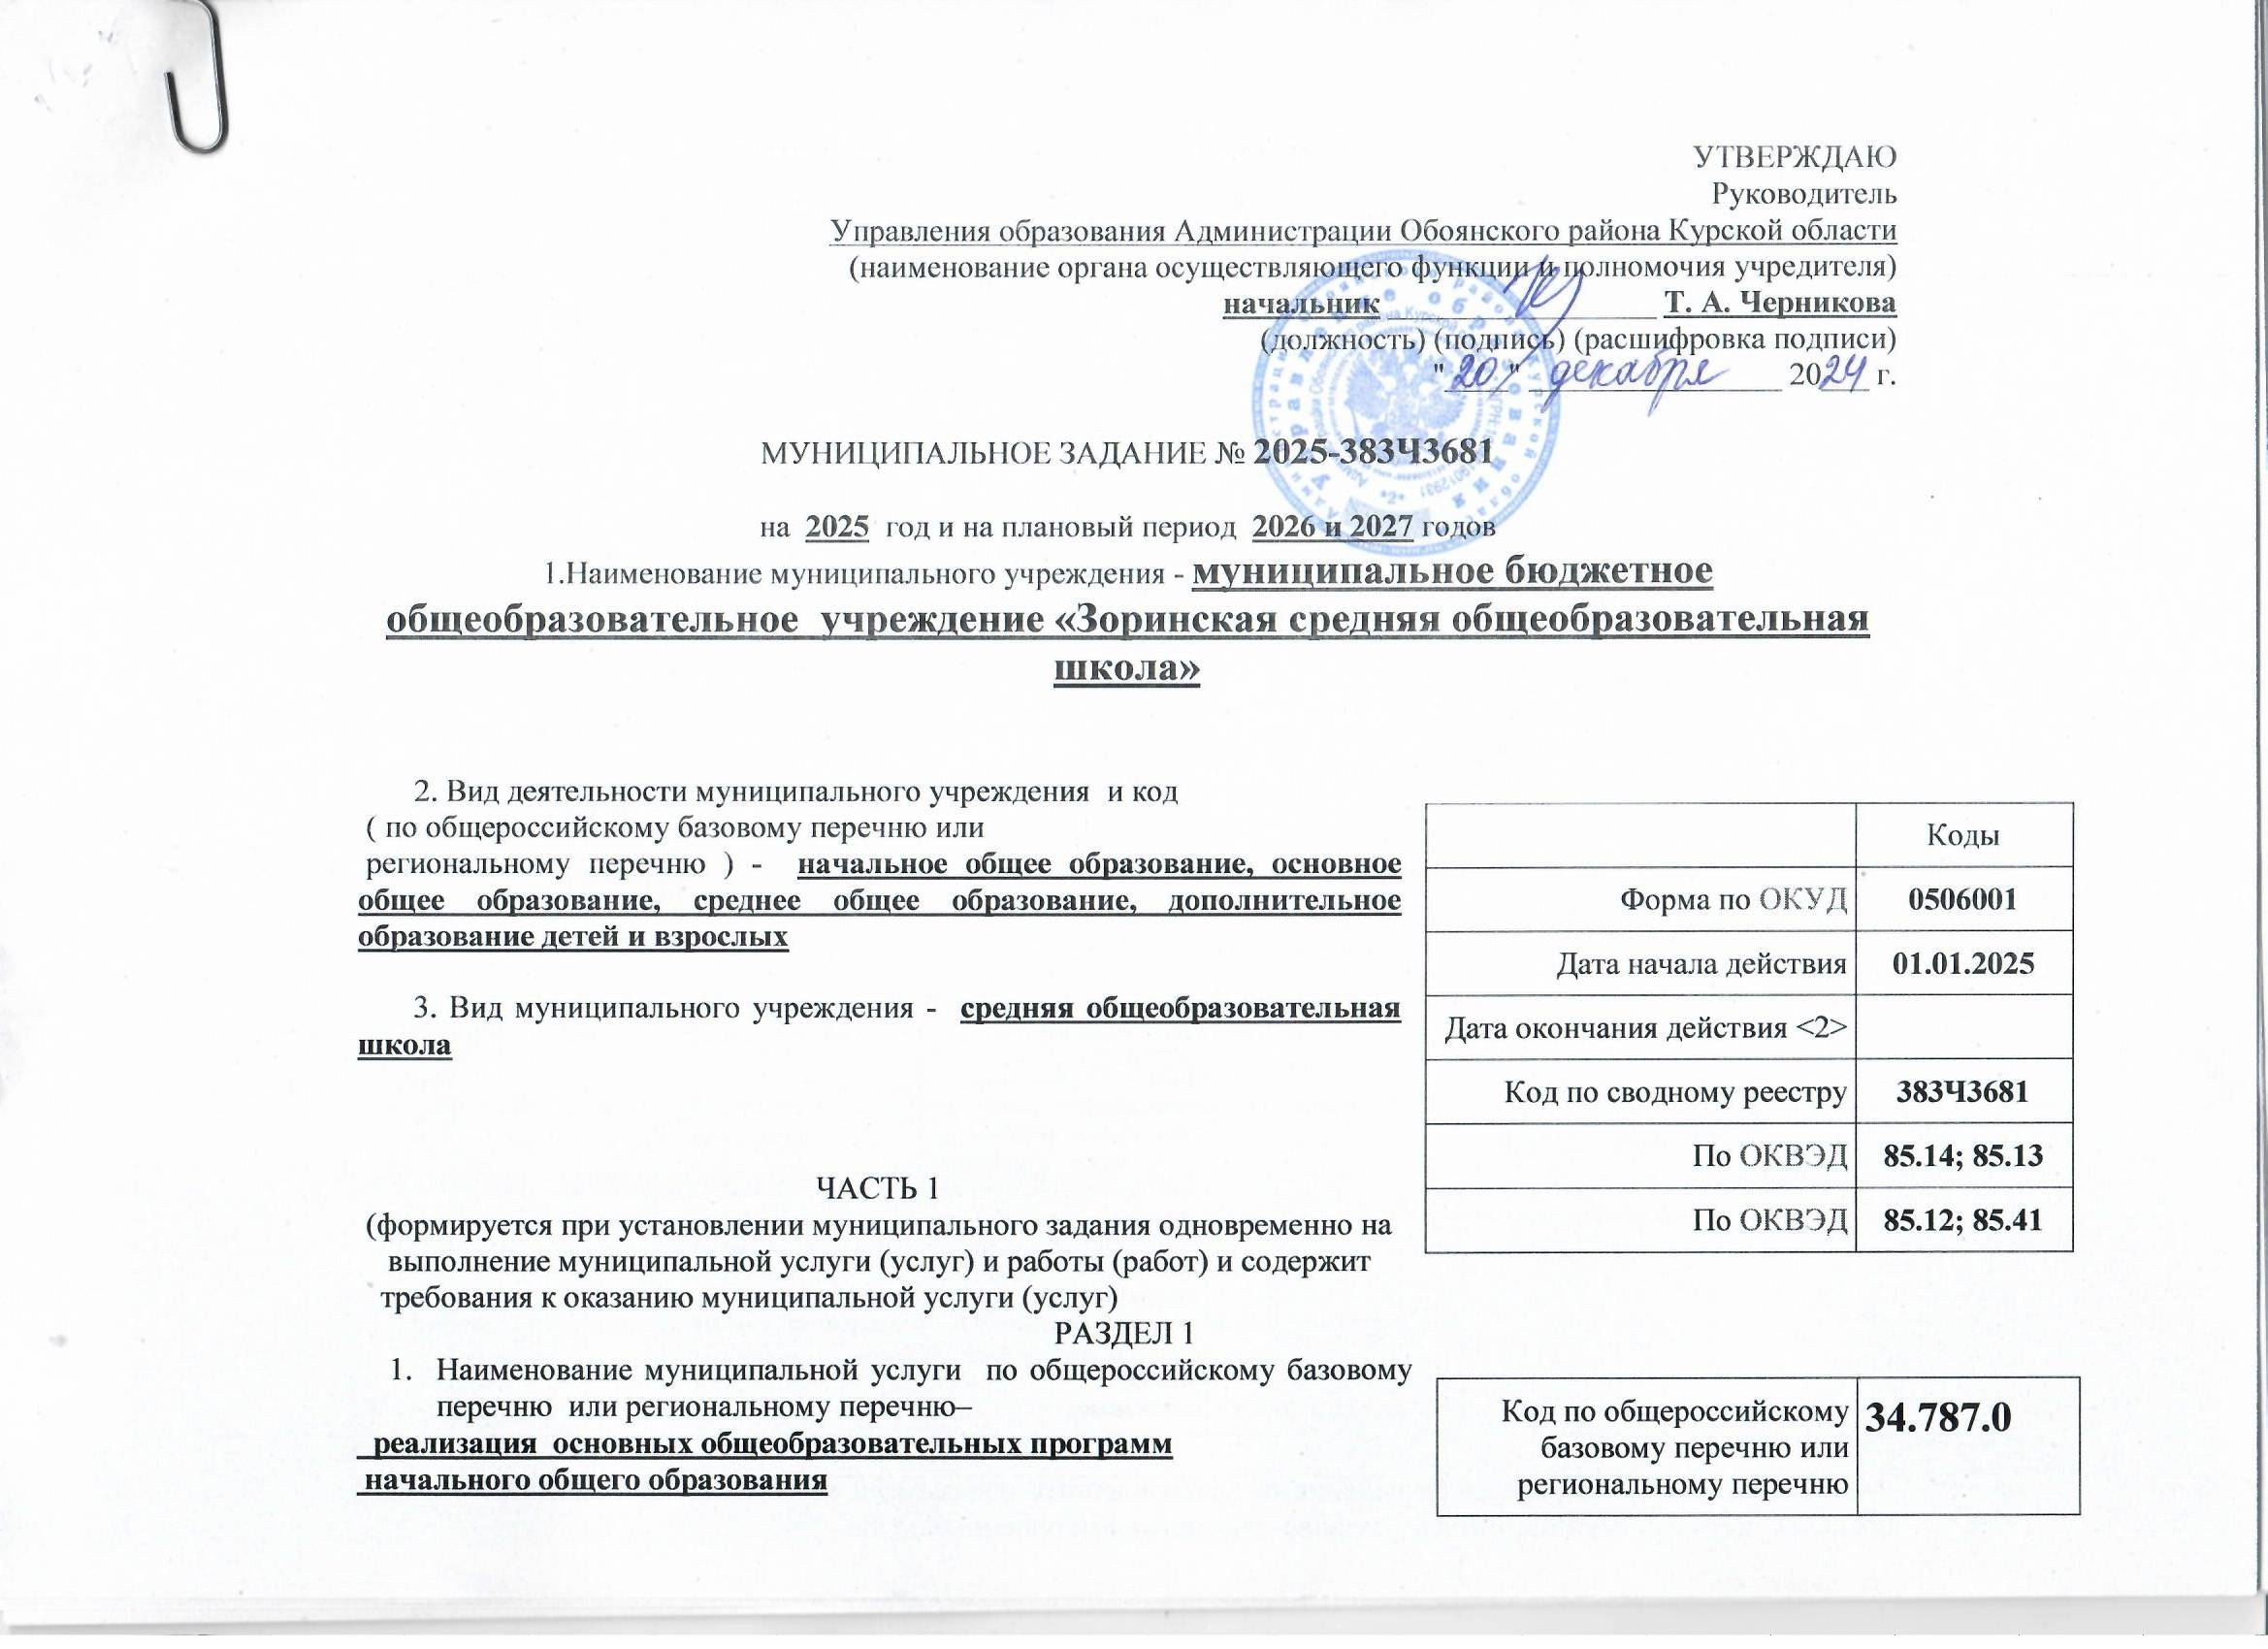 УТВЕРЖДАЮ
Руководитель
Управления образования Администрации Обоянского района Курской области
(наименование органа осуществляющего функции и полномочия учредителя)
начальник ________________ Т. А. Черникова
(должность) (подпись) (расшифровка подписи)
"20" декабря 2024 г.
МУНИЦИПАЛЬНОЕ ЗАДАНИЕ № 2025-383Ч3681
на 2025 год и на плановый период 2026 и 2027 годов
1.Наименование муниципального учреждения - муниципальное бюджетное
общеобразовательное учреждение «Зоринская средняя общеобразовательная
школа»
2. Вид деятельности муниципального учреждения и код
( по общероссийскому базовому перечню или
региональному перечню ) - начальное общее образование, основное
общее образование, среднее общее образование, дополнительное
образование детей и взрослых
3. Вид муниципального учреждения - средняя общеобразовательная
школа
Коды
Форма по ОКУД 0506001
Дата начала действия 01.01.2025
Дата окончания действия <2>
Код по сводному реестру 383Ч3681
По ОКВЭД 85.14; 85.13
По ОКВЭД 85.12; 85.41
ЧАСТЬ 1
(формируется при установлении муниципального задания одновременно на
выполнение муниципальной услуги (услуг) и работы (работ) и содержит
требования к оказанию муниципальной услуги (услуг)
РАЗДЕЛ 1
1. Наименование муниципальной услуги по общероссийскому базовому
перечню или региональному перечню–
реализация основных общеобразовательных программ
начального общего образования
Код по общероссийскому 34.787.0
базовому перечню или
региональному перечню